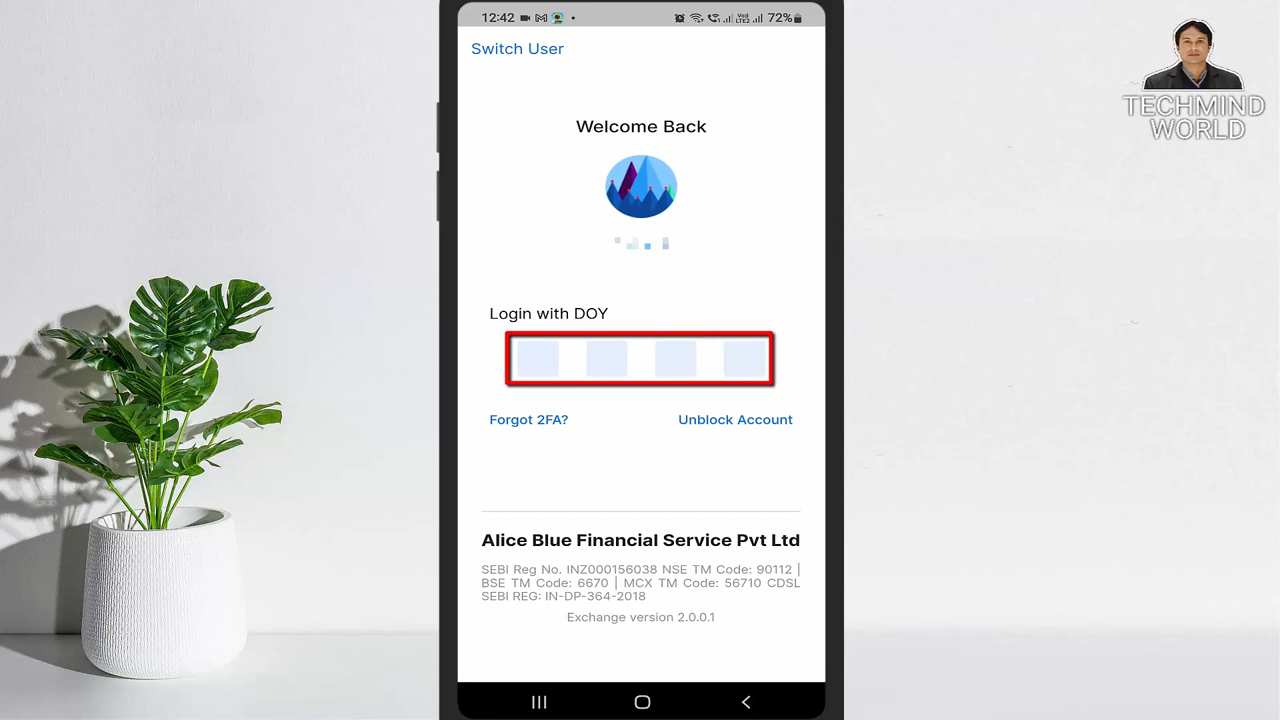 12:42
72%
Switch User
TECHMIND
WORLD
Welcome Back
Login with DOY
Forgot 2FA?
Unblock Account
Alice Blue Financial Service Pvt Ltd
SEBI Reg No. INZ000156038 NSE TM Code: 90112 |
BSE TM Code: 6670 | MCX TM Code: 56710 CDSL
SEBI REG: IN-DP-364-2018
Exchange version 2.0.0.1